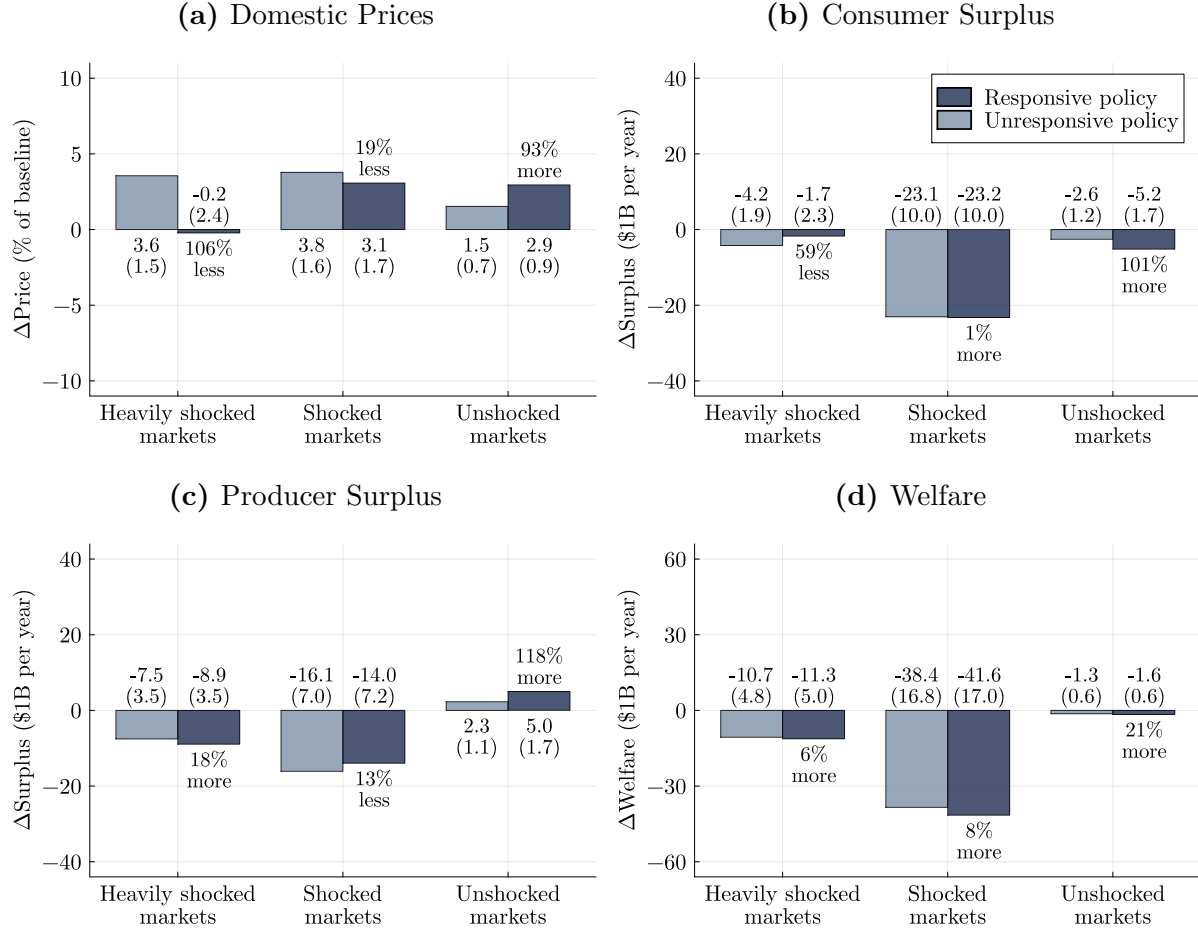 (a) Domestic Prices
ΔPrice (% of baseline)
10
5
0
−5
−10
-0.2
(2.4)
19%
less
93%
more
3.6
(1.5)
106%
less
3.8
(1.6)
3.1
(1.7)
1.5
(0.7)
2.9
(0.9)
Heavily shocked
markets
Shocked
markets
Unshocked
markets
(b) Consumer Surplus
ΔSurplus ($1B per year)
40
20
0
−20
−40
Responsive policy
Unresponsive policy
-4.2
(1.9)
-1.7
(2.3)
-23.1
(10.0)
-23.2
(10.0)
-2.6
(1.2)
-5.2
(1.7)
59%
less
1%
more
101%
more
Heavily shocked
markets
Shocked
markets
Unshocked
markets
(c) Producer Surplus
ΔSurplus ($1B per year)
40
20
0
−20
−40
-7.5
(3.5)
-8.9
(3.5)
-16.1
(7.0)
-14.0
(7.2)
118%
more
18%
more
13%
less
2.3
(1.1)
5.0
(1.7)
Heavily shocked
markets
Shocked
markets
Unshocked
markets
(d) Welfare
ΔWelfare ($1B per year)
60
30
0
−30
−60
-10.7
(4.8)
-11.3
(5.0)
-38.4
(16.8)
-41.6
(17.0)
-1.3
(0.6)
-1.6
(0.6)
6%
more
8%
more
21%
more
Heavily shocked
markets
Shocked
markets
Unshocked
markets